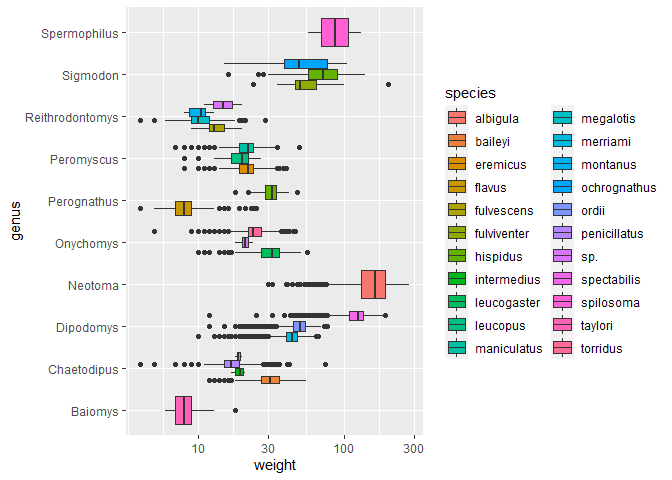 genus
Spermophilus
Sigmodon
Reithrodontomys
Peromyscus
Perognathus
Onychomys
Neotoma
Dipodomys
Chaetodipus
Baiomys
10
30
100
300
weight
species
albigula
baileyi
eremicus
flavus
fulvescens
fulviventer
hispidus
intermedius
leucogaster
leucopus
maniculatus
megalotis
merriami
montanus
ochrognathus
ordii
penicillatus
sp.
spectabilis
spilosoma
taylori
torridus